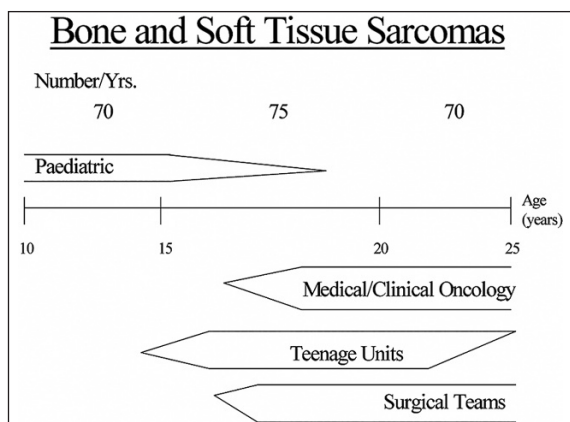 Bone and Soft Tissue Sarcomas
Number/Yrs.
70 75 70
Paediatric
Age
(years)
10 15 20 25
Medical/Clinical Oncology
Teenage Units
Surgical Teams